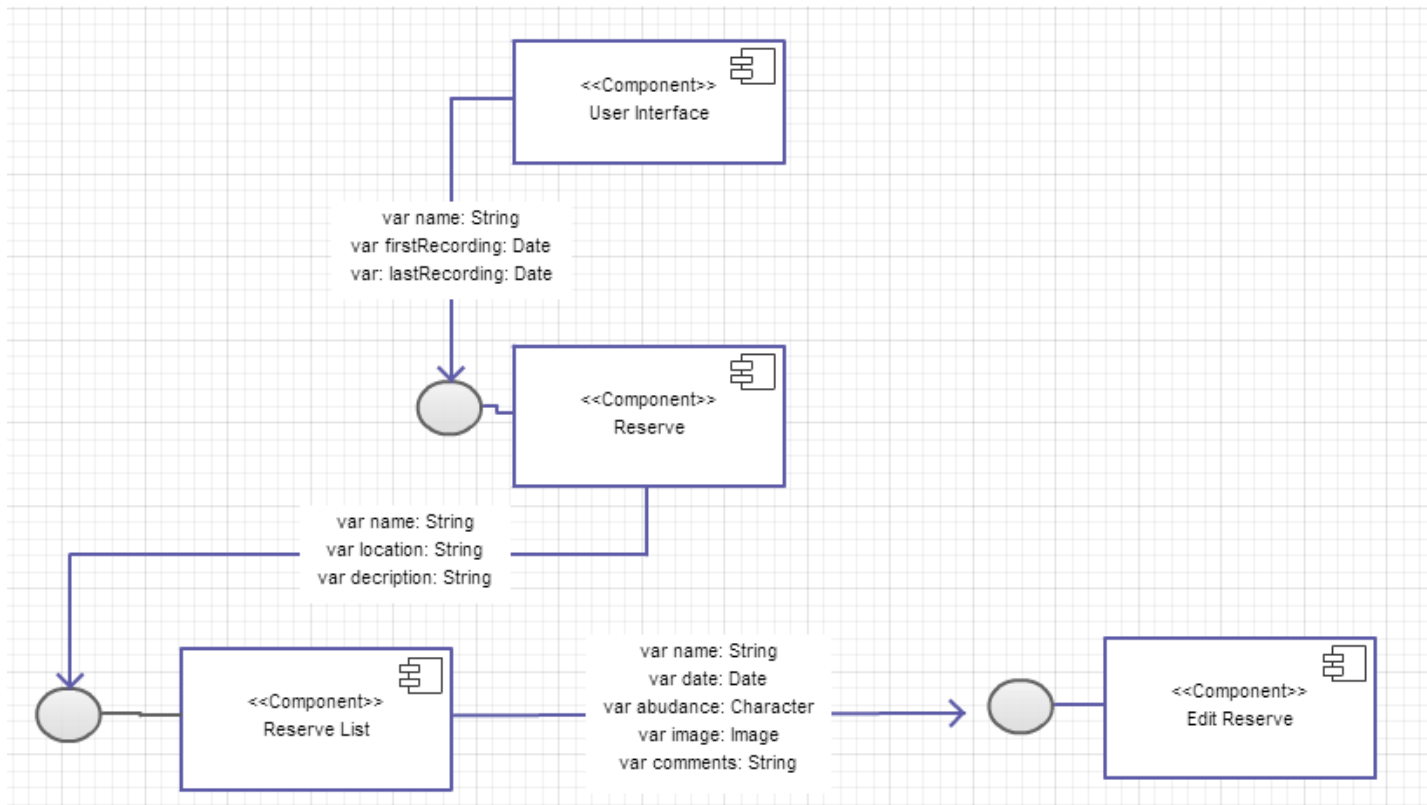 <<Component>>
User Interface
var name: String
var firstRecording: Date
var: lastRecording: Date
<<Component>>
Reserve
var name: String
var location: String
var decription: String
<<Component>>
Reserve List
var name: String
var date: Date
var abudance: Character
var image: Image
var comments: String
<<Component>>
Edit Reserve